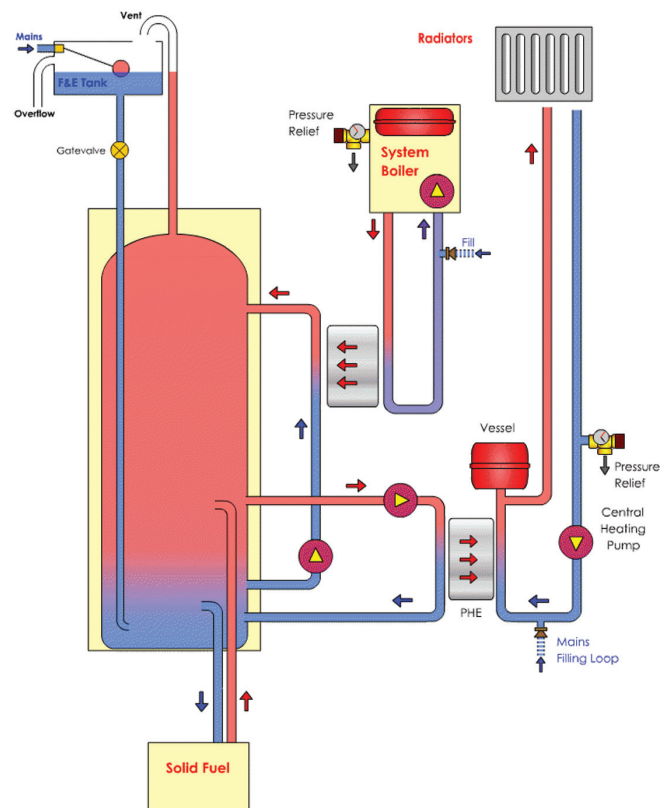 Vent
Mains
F&E Tank
Overflow
Gatevalve
Radiators
Pressure
Relief
System
Boiler
Fill
Vessel
Pressure
Relief
Central
Heating
Pump
PHE
Mains
Filling Loop
Solid Fuel